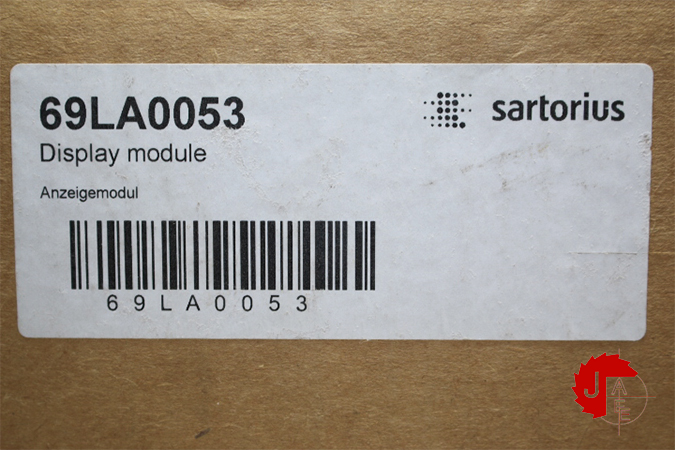 69LA0053
sartorius
Display module
Anzeigemodul
69LA0053
J